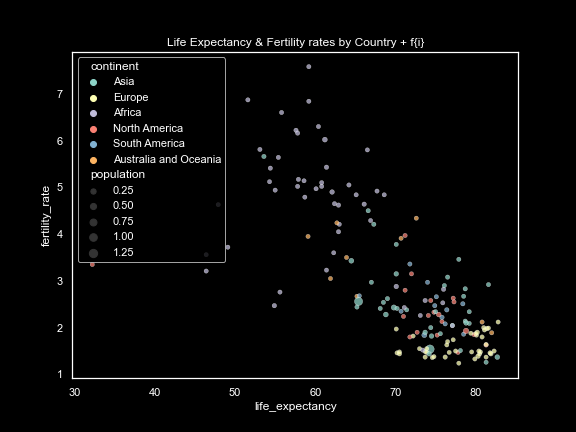 Life Expectancy & Fertility rates by Country + f{i}
continent
Asia
Europe
Africa
North America
South America
Australia and Oceania
population
0.25
0.50
0.75
1.00
1.25
fertility_rate
7
6
5
4
3
2
1
30 40 50 60 70 80
life_expectancy